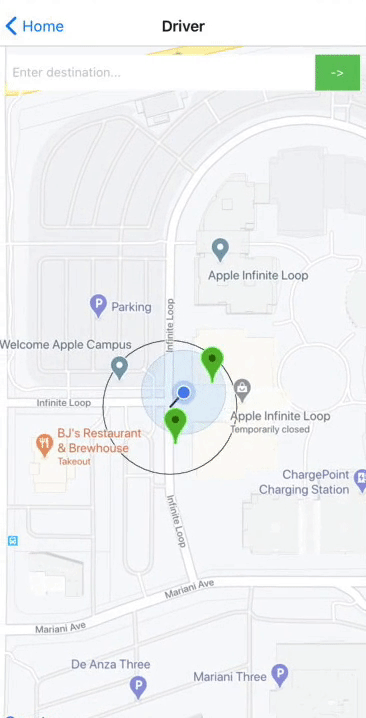 Home
Driver
Enter destination...
->
Apple Infinite Loop
P
Parking
Infinite Loop
Welcome Apple Campus
Infinite Loop
Apple Infinite Loop
Temporarily closed
BJ's Restaurant
& Brewhouse
Takeout
ChargePoint
Charging Station
Infinite Loop
Mariani Ave
Mariani Ave
De Anza Three
P
Mariani Three
P